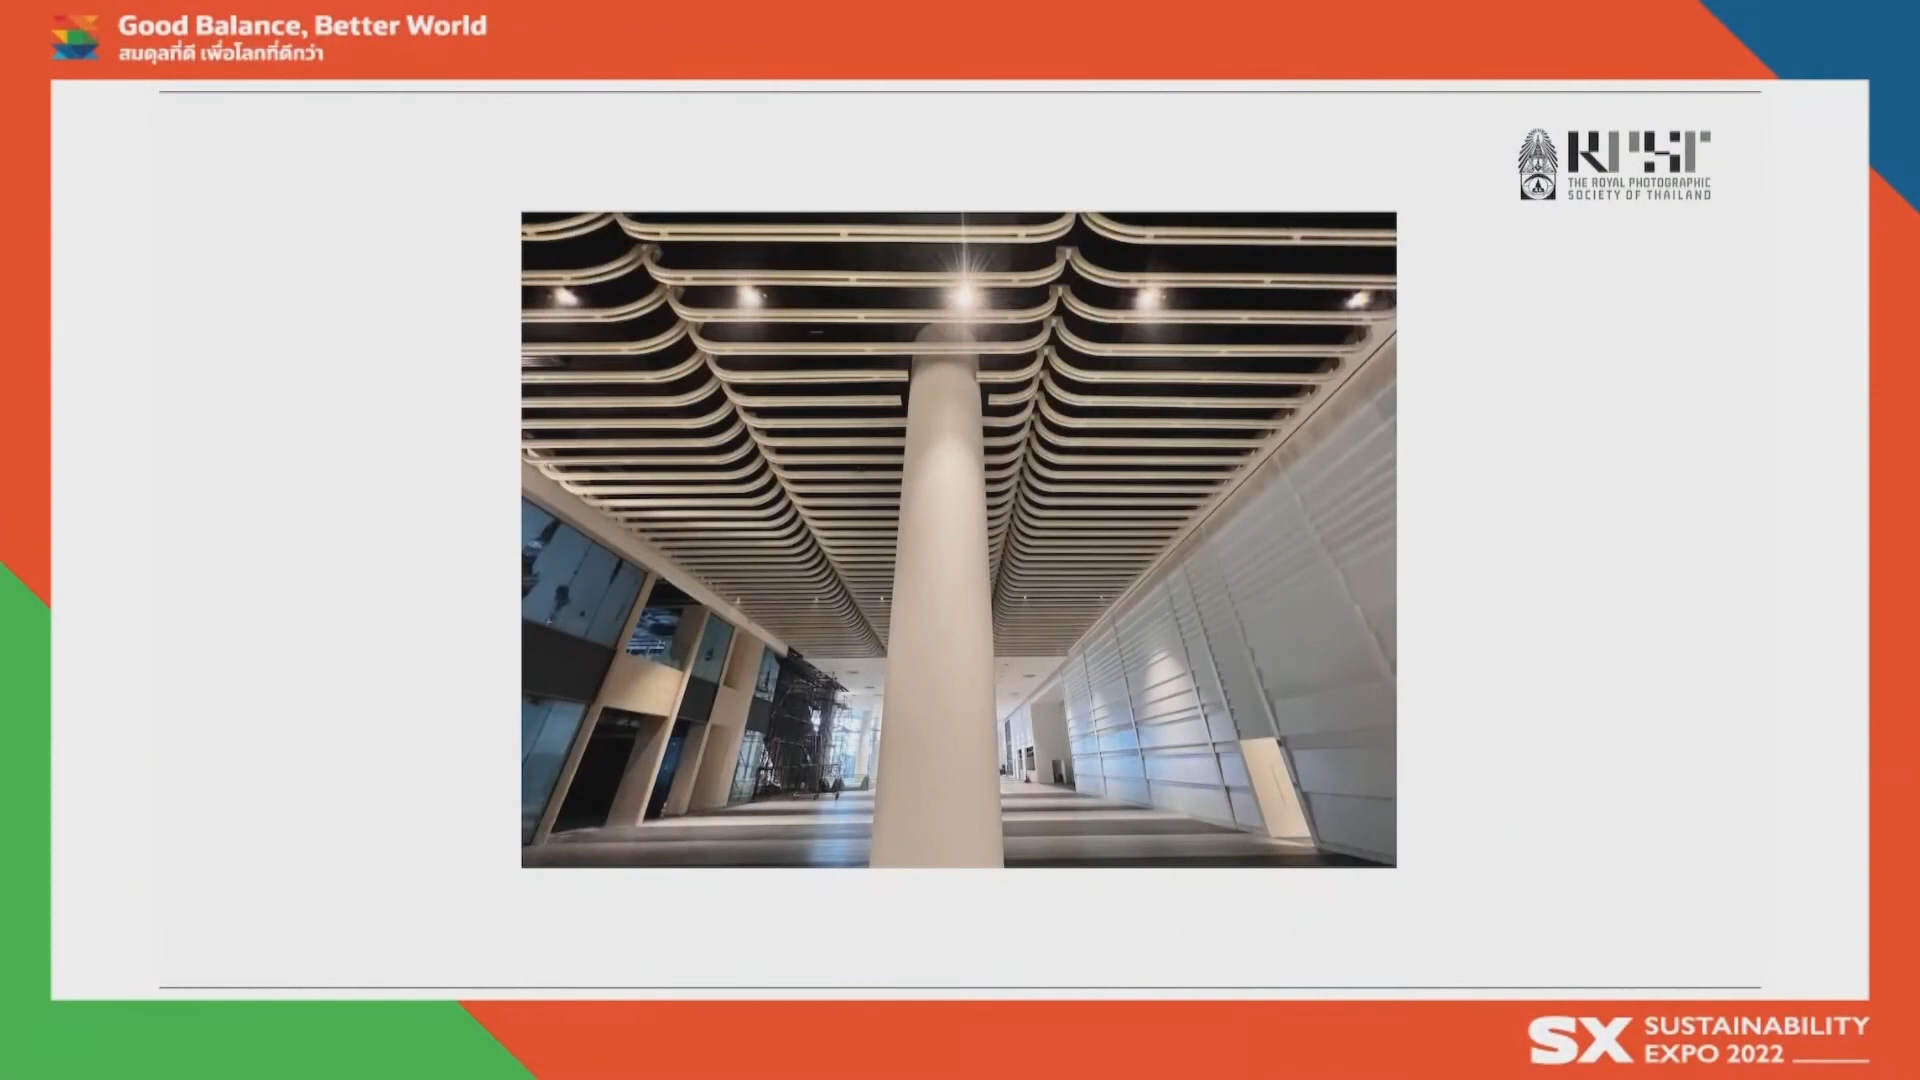 Good Balance, Better World
สมดุลที่ดี เพื่อโลกที่ดีกว่า
RPST
THE ROYAL PHOTOGRAPHIC
SOCIETY OF THAILAND
SX SUSTAINABILITY
EXPO 2022